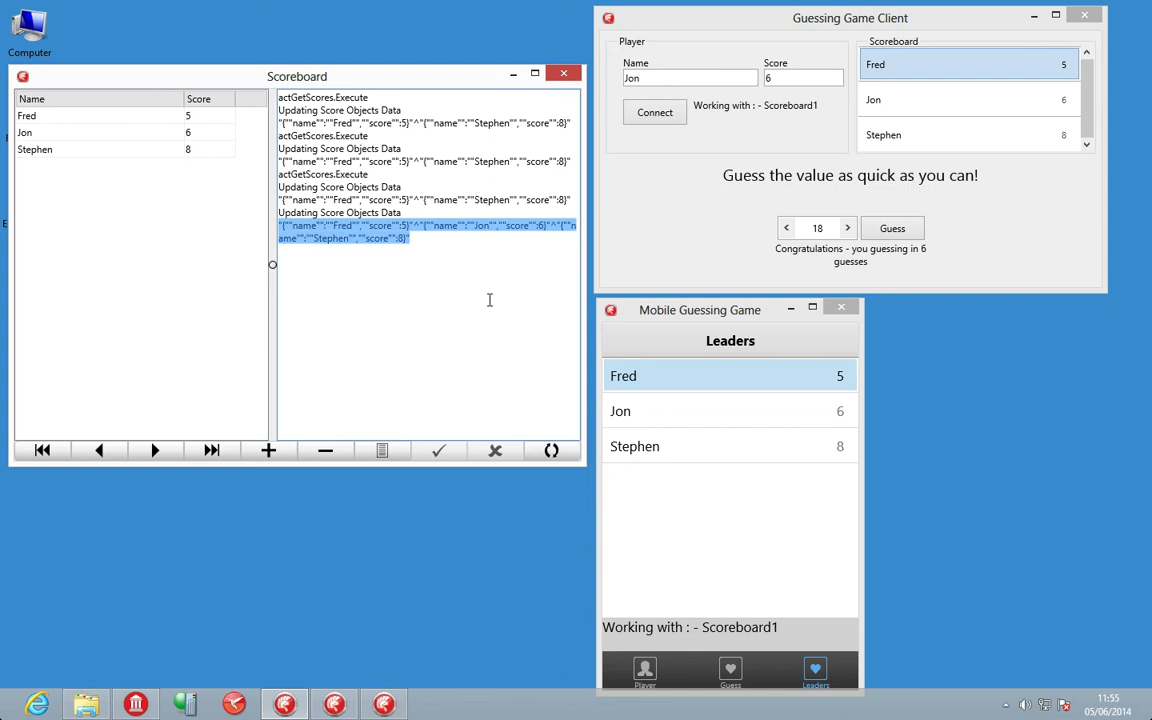 Computer
Scoreboard
Name Score
Fred 5
Jon 6
Stephen 8
actGetScores.Execute
Updating Score Objects Data
"{""name"":""Fred"",""score"":5}"^"{""name"":""Stephen"",""score"":8}"
actGetScores.Execute
Updating Score Objects Data
"{""name"":""Fred"",""score"":5}"^"{""name"":""Stephen"",""score"":8}"
actGetScores.Execute
Updating Score Objects Data
"{""name"":""Fred"",""score"":5}"^"{""name"":""Stephen"",""score"":8}"
Updating Score Objects Data
"{""name"":""Fred"",""score"":5}"^"{""name"":""Jon"",""score"":6}"^"{""n
ame"":""Stephen"",""score"":8}"
Guessing Game Client
Player
Name Score
Jon 6
Connect
Working with : - Scoreboard1
Scoreboard
Fred 5
Jon 6
Stephen 8
Guess the value as quick as you can!
18
Guess
Congratulations - you guessing in 6
guesses
Mobile Guessing Game
Leaders
Fred 5
Jon 6
Stephen 8
Working with : - Scoreboard1
Player Guess Leaders
11:55
05/06/2014